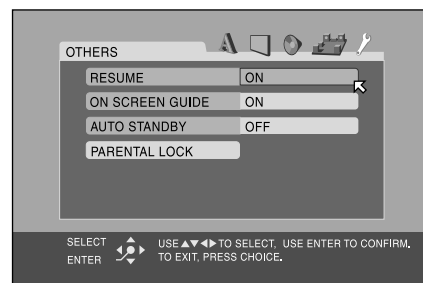 OTHERS
RESUME ON
ON SCREEN GUIDE ON
AUTO STANDBY OFF
PARENTAL LOCK
SELECT USE ▲▼◀▶ TO SELECT, USE ENTER TO CONFIRM.
ENTER TO EXIT, PRESS CHOICE.